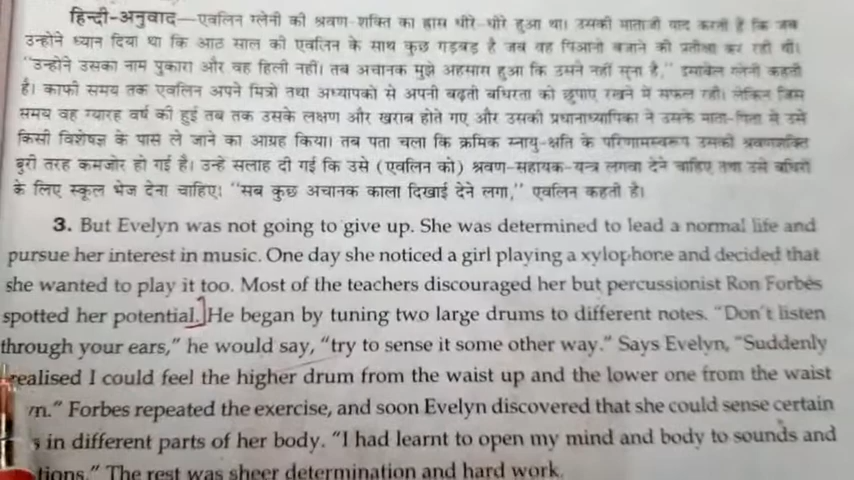 हिन्दी-अनुवाद—एवलिन ग्लेनी की श्रवण-शक्ति का ह्रास धीरे-धीरे हुआ था। उसकी माताजी याद करती है कि जब
उन्होने ध्यान दिया था कि आठ साल की एवलिन के साथ कुछ गड़बड़ है जब वह पिआनो बजाने की प्रतीक्षा कर रही थी।
“उन्होने उसका नाम पुकारा और वह हिली नहीं। तब अचानक मुझे अहसास हुआ कि उसने नहीं सुना है,” इसाबेल ग्लेनी कहती
है। काफी समय तक एवलिन अपने मित्रो तथा अध्यापको से अपनी बढ़ती बधिरता को छुपाए रखने में सफल रही। लेकिन जिस
समय वह ग्यारह वर्ष की हुई तब तक उसके लक्षण और खराब होते गए और उसकी प्रधानाध्यापिका ने उसके माता-पिता से उसे
किसी विशेषज्ञ के पास ले जाने का आग्रह किया। तब पता चला कि क्रमिक स्नायु-क्षति के परिणामस्वरूप उसकी श्रवणशक्ति
बुरी तरह कमजोर हो गई है। उन्हे सलाह दी गई कि उसे (एवलिन को) श्रवण-सहायक-यन्त्र लगवा देने चाहिए तथा उसे बधिरों
के लिए स्कूल भेज देना चाहिए। “सब कुछ अचानक काला दिखाई देने लगा,” एवलिन कहती है।
3. But Evelyn was not going to give up. She was determined to lead a normal life and
pursue her interest in music. One day she noticed a girl playing a xylophone and decided that
she wanted to play it too. Most of the teachers discouraged her but percussionist Ron Forbes
spotted her potential. He began by tuning two large drums to different notes. “Don't listen
through your ears,” he would say, “try to sense it some other way.” Says Evelyn, “Suddenly
realised I could feel the higher drum from the waist up and the lower one from the waist
Forbes repeated the exercise, and soon Evelyn discovered that she could sense certain
in different parts of her body. “I had learnt to open my mind and body to sounds and
The rest was sheer determination and hard work.